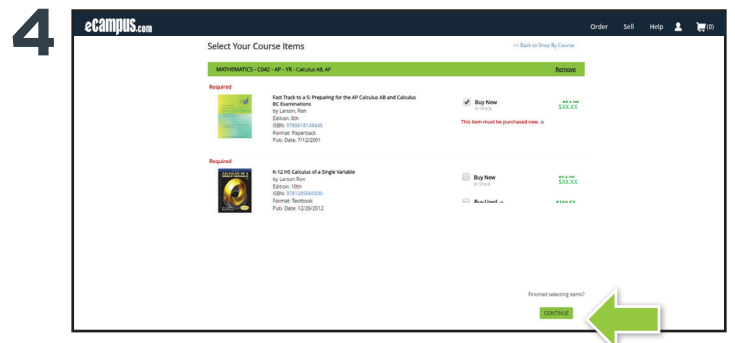 4
ecampus.com
Order Sell Help (0)
Select Your Course Items
<< Back to Shop By Course
MATHEMATICS - C042 - AP - YR - Calculus AB, AP
Remove
Required
Fast Track to a 5: Preparing for the AP Calculus AB and Calculus
BC Examinations
by Larson, Ron
Edition: 8th
ISBN: 9780618149445
Format: Paperback
Pub. Date: 7/12/2001
Buy New
In Stock
$XX.XX
This item must be purchased new.
Required
K-12 HS Calculus of a Single Variable
by Larson Ron
Edition: 10th
ISBN: 9781285060330
Format: Textbook
Pub. Date: 12/26/2012
Buy New
In Stock
$XX.XX
Buy Used
Finished selecting items?
CONTINUE